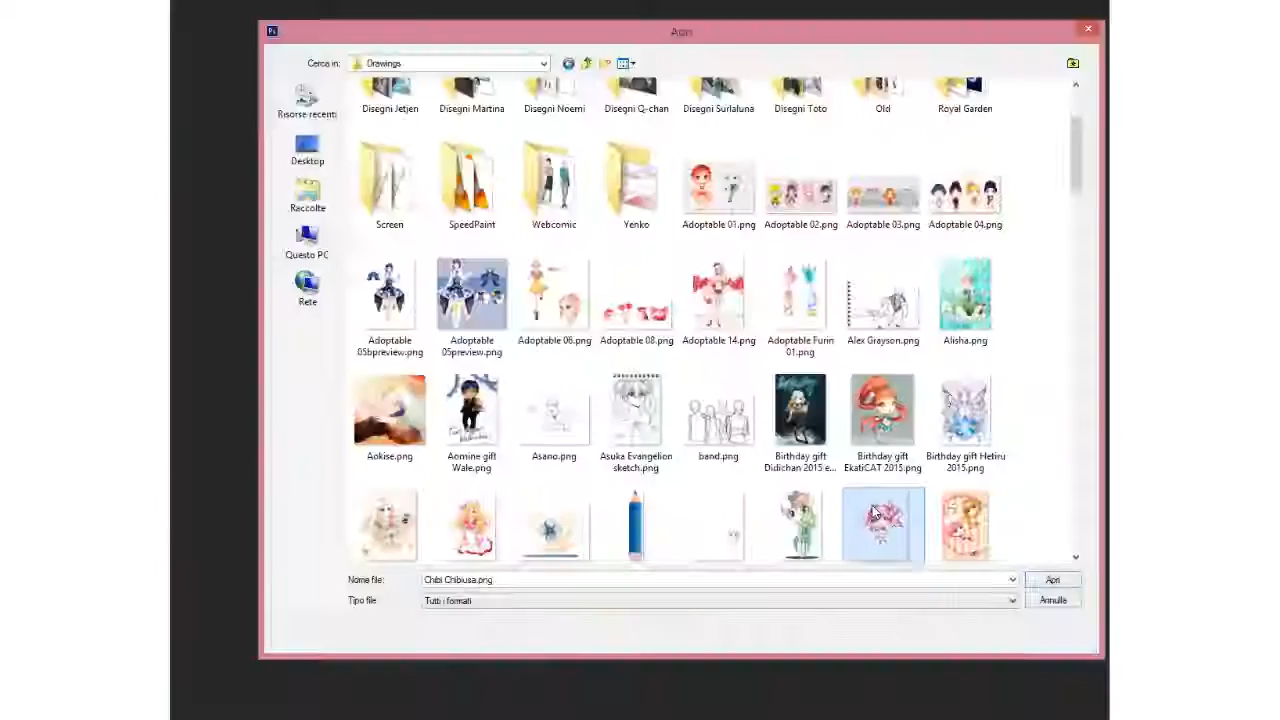 Ps
Apri
Cerca in:
Drawings
Risorse recenti
Desktop
Raccolte
Questo PC
Rete
Disegni Jetjen
Disegni Martina
Disegni Noemi
Disegni Q-chan
Disegni Surlaluna
Disegni Toto
Old
Royal Garden
Screen
SpeedPaint
Webcomic
Yenko
Adoptable 01.png
Adoptable 02.png
Adoptable 03.png
Adoptable 04.png
Adoptable
05bpreview.png
Adoptable
05preview.png
Adoptable 06.png
Adoptable 08.png
Adoptable 14.png
Adoptable Furin
01.png
Alex Grayson.png
Alisha.png
Aokise.png
Aomine gift
Wale.png
Asano.png
Asuka Evangelion
sketch.png
band.png
Birthday gift
Didichan 2015 e...
Birthday gift
EkatiCAT 2015.png
Birthday gift Hetiru
2015.png
Nome file:
Chibi Chibiusa.png
Apri
Tipo file:
Tutti i formati
Annulla